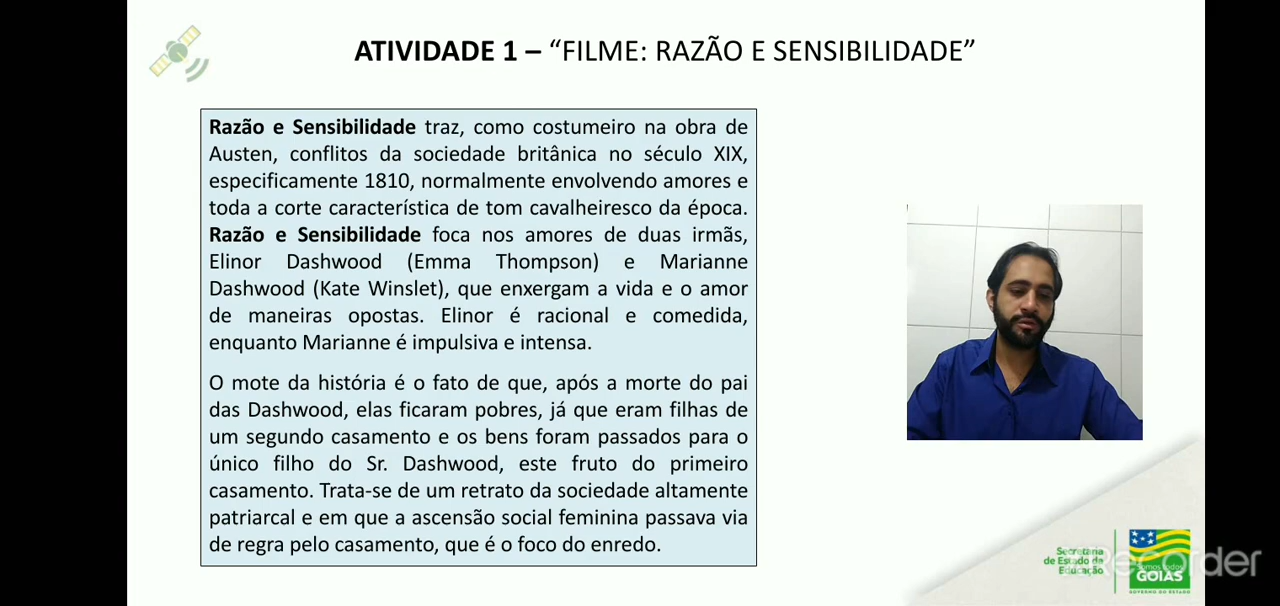 ATIVIDADE 1 – “FILME: RAZÃO E SENSIBILIDADE”
Razão e Sensibilidade traz, como costumeiro na obra de
Austen, conflitos da sociedade britânica no século XIX,
especificamente 1810, normalmente envolvendo amores e
toda a corte característica de tom cavalheiresco da época.
Razão e Sensibilidade foca nos amores de duas irmãs,
Elinor Dashwood (Emma Thompson) e Marianne
Dashwood (Kate Winslet), que enxergam a vida e o amor
de maneiras opostas. Elinor é racional e comedida,
enquanto Marianne é impulsiva e intensa.
O mote da história é o fato de que, após a morte do pai
das Dashwood, elas ficaram pobres, já que eram filhas de
um segundo casamento e os bens foram passados para o
único filho do Sr. Dashwood, este fruto do primeiro
casamento. Trata-se de um retrato da sociedade altamente
patriarcal e em que a ascensão social feminina passava via
de regra pelo casamento, que é o foco do enredo.
Secretaria
de Estado da
Educação
Somos todos
GOIÁS
GOVERNO DO ESTADO